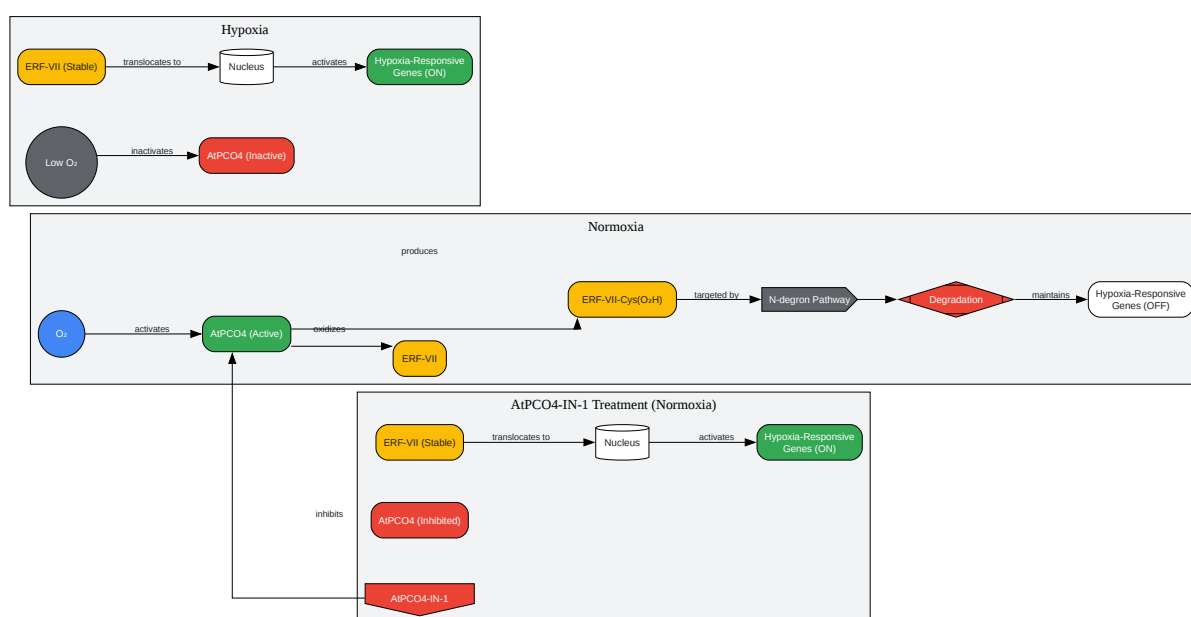 Hypoxia
ERF-VII (Stable)
translocates to
Nucleus
activates
Hypoxia-Responsive
Genes (ON)
Low O₂
inactivates
AtPCO4 (Inactive)
Normoxia
produces
O₂
activates
AtPCO4 (Active)
oxidizes
ERF-VII
ERF-VII-Cys(O₂H)
targeted by
N-degron Pathway
Degradation
maintains
Hypoxia-Responsive
Genes (OFF)
AtPCO4-IN-1 Treatment (Normoxia)
ERF-VII (Stable)
translocates to
Nucleus
activates
Hypoxia-Responsive
Genes (ON)
inhibits
AtPCO4 (Inhibited)
AtPCO4-IN-1